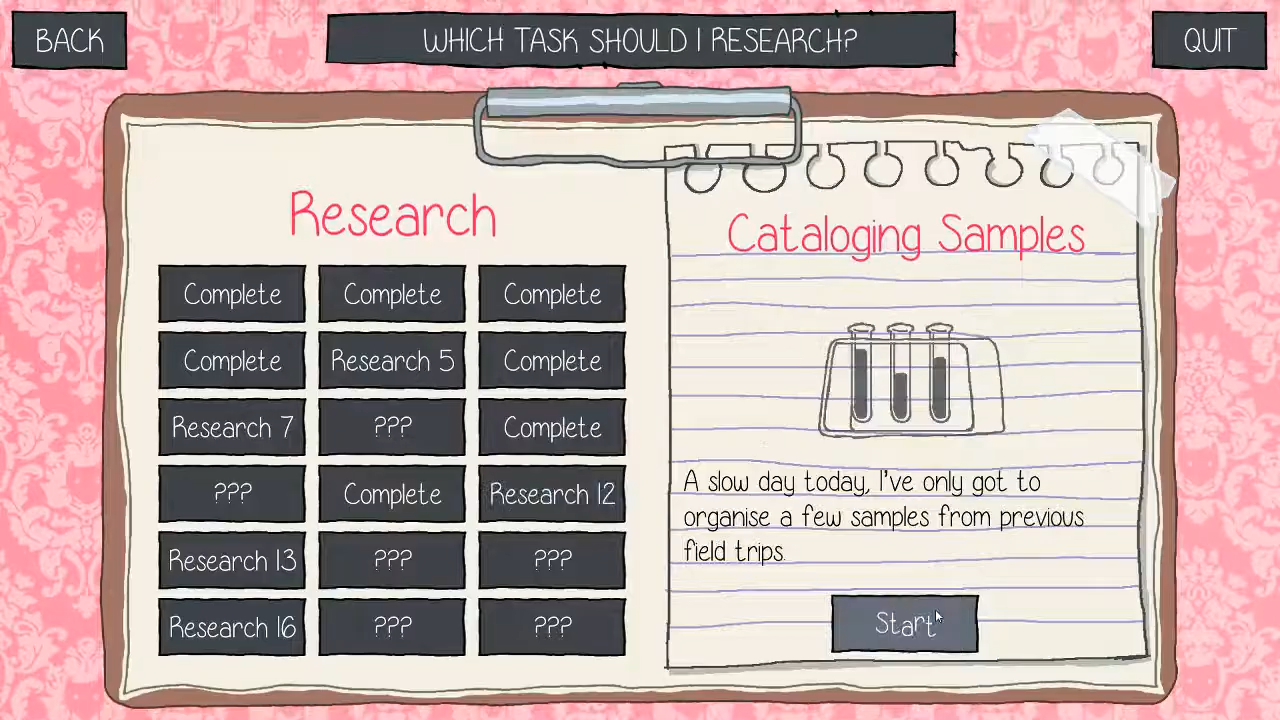 BACK
WHICH TASK SHOULD I RESEARCH?
QUIT
Research
Complete
Complete
Complete
Complete
Research 5
Complete
Research 7
???
Complete
???
Complete
Research 12
Research 13
???
???
Research 16
???
???
Cataloging Samples
A slow day today, I've only got to
organise a few samples from previous
field trips.
Start